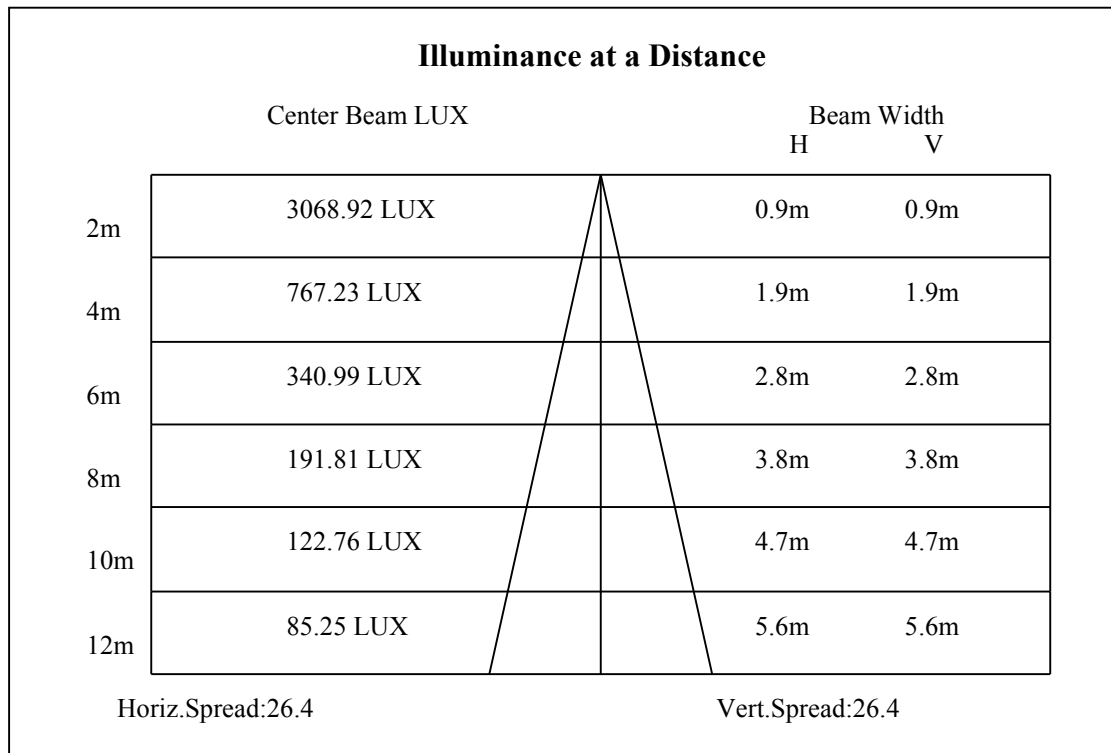 Illuminance at a Distance
Center Beam LUX Beam Width
H V
2m 3068.92 LUX 0.9m 0.9m
4m 767.23 LUX 1.9m 1.9m
6m 340.99 LUX 2.8m 2.8m
8m 191.81 LUX 3.8m 3.8m
10m 122.76 LUX 4.7m 4.7m
12m 85.25 LUX 5.6m 5.6m
Horiz.Spread:26.4 Vert.Spread:26.4